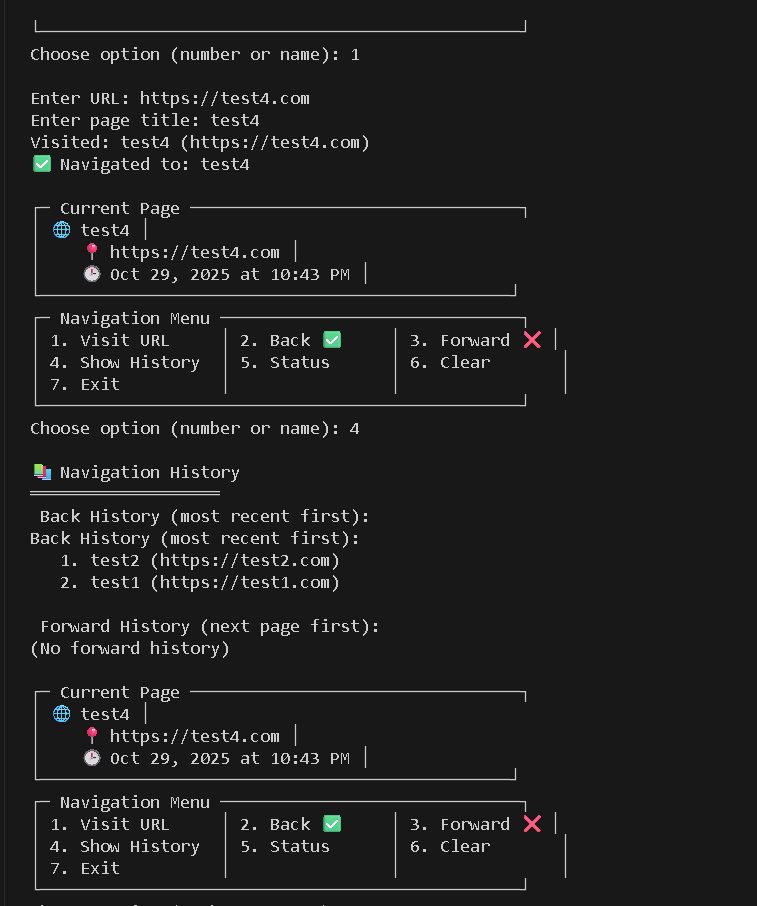 Choose option (number or name): 1
Enter URL: https://test4.com
Enter page title: test4
Visited: test4 (https://test4.com)
✅ Navigated to: test4
Current Page
🌐 test4
📍 https://test4.com
🕒 Oct 29, 2025 at 10:43 PM
Navigation Menu
1. Visit URL │ 2. Back ✅ │ 3. Forward ❌ │
4. Show History │ 5. Status │ 6. Clear │
7. Exit │ │ │
Choose option (number or name): 4
📚 Navigation History
Back History (most recent first):
Back History (most recent first):
1. test2 (https://test2.com)
2. test1 (https://test1.com)
Forward History (next page first):
(No forward history)
Current Page
🌐 test4
📍 https://test4.com
🕒 Oct 29, 2025 at 10:43 PM
Navigation Menu
1. Visit URL │ 2. Back ✅ │ 3. Forward ❌ │
4. Show History │ 5. Status │ 6. Clear │
7. Exit │ │ │